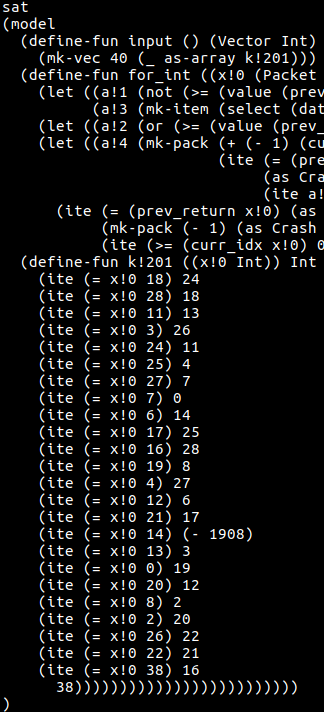 sat
(model
  (define-fun input () (Vector Int)
    (mk-vec 40 (_ as-array k!201)))
  (define-fun for_int ((x!0 (Packet
    (let ((a!1 (not (>= (value (prev
          (a!3 (mk-item (select (dat
    (let ((a!2 (or (>= (value (prev_
    (let ((a!4 (mk-pack (+ (- 1) (cu
                        (ite (= (pre
                             (as Cra
                             (ite a!
      (ite (= (prev_return x!0) (as
           (mk-pack (- 1) (as Crash
           (ite (>= (curr_idx x!0) 0
  (define-fun k!201 ((x!0 Int)) Int
    (ite (= x!0 18) 24
    (ite (= x!0 28) 18
    (ite (= x!0 11) 13
    (ite (= x!0 3) 26
    (ite (= x!0 24) 11
    (ite (= x!0 25) 4
    (ite (= x!0 27) 7
    (ite (= x!0 7) 0
    (ite (= x!0 6) 14
    (ite (= x!0 17) 25
    (ite (= x!0 16) 28
    (ite (= x!0 19) 8
    (ite (= x!0 4) 27
    (ite (= x!0 12) 6
    (ite (= x!0 21) 17
    (ite (= x!0 14) (- 1908)
    (ite (= x!0 13) 3
    (ite (= x!0 0) 19
    (ite (= x!0 20) 12
    (ite (= x!0 8) 2
    (ite (= x!0 2) 20
    (ite (= x!0 26) 22
    (ite (= x!0 22) 21
    (ite (= x!0 38) 16
      38)))))))))))))))))))))))))
)